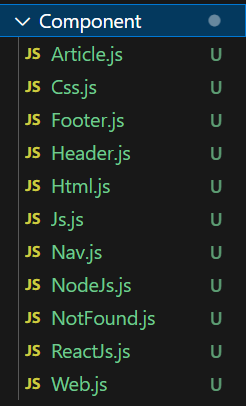 Component
JS Article.js U
JS Css.js U
JS Footer.js U
JS Header.js U
JS Html.js U
JS Js.js U
JS Nav.js U
JS NodeJs.js U
JS NotFound.js U
JS ReactJs.js U
JS Web.js U